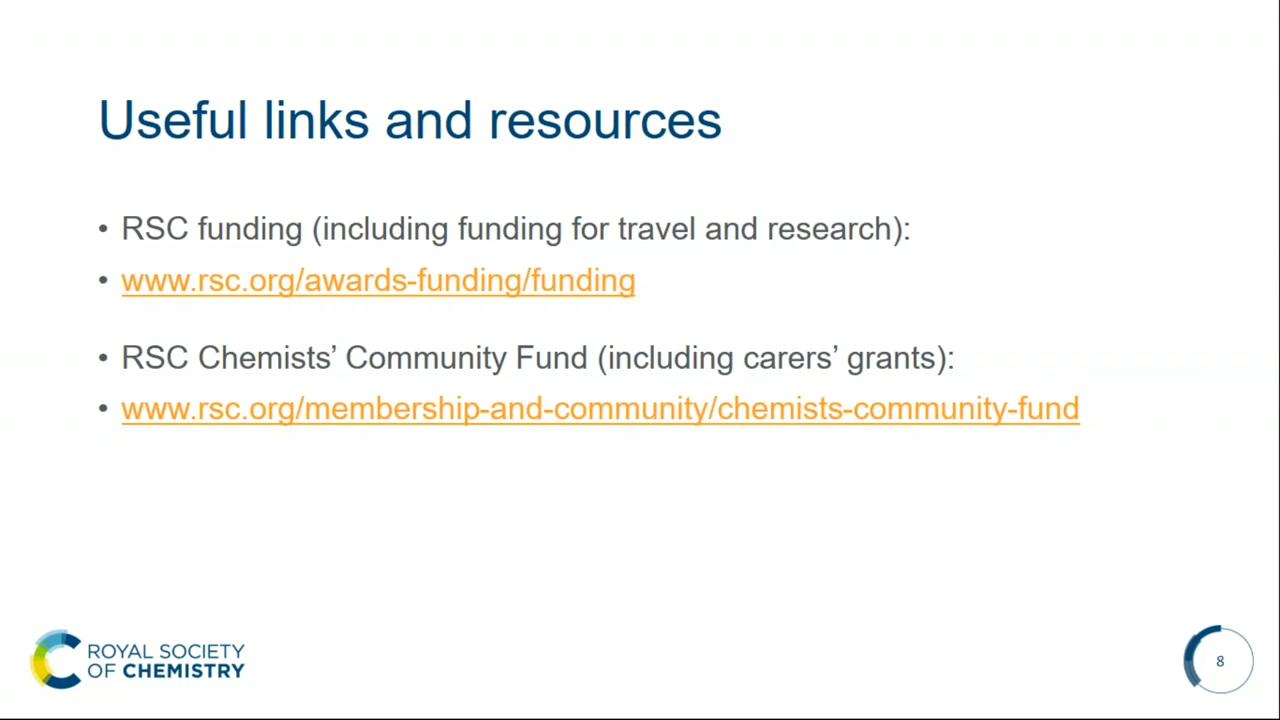 Useful links and resources
• RSC funding (including funding for travel and research):
• www.rsc.org/awards-funding/funding
• RSC Chemists’ Community Fund (including carers’ grants):
• www.rsc.org/membership-and-community/chemists-community-fund
ROYAL SOCIETY
OF CHEMISTRY
8